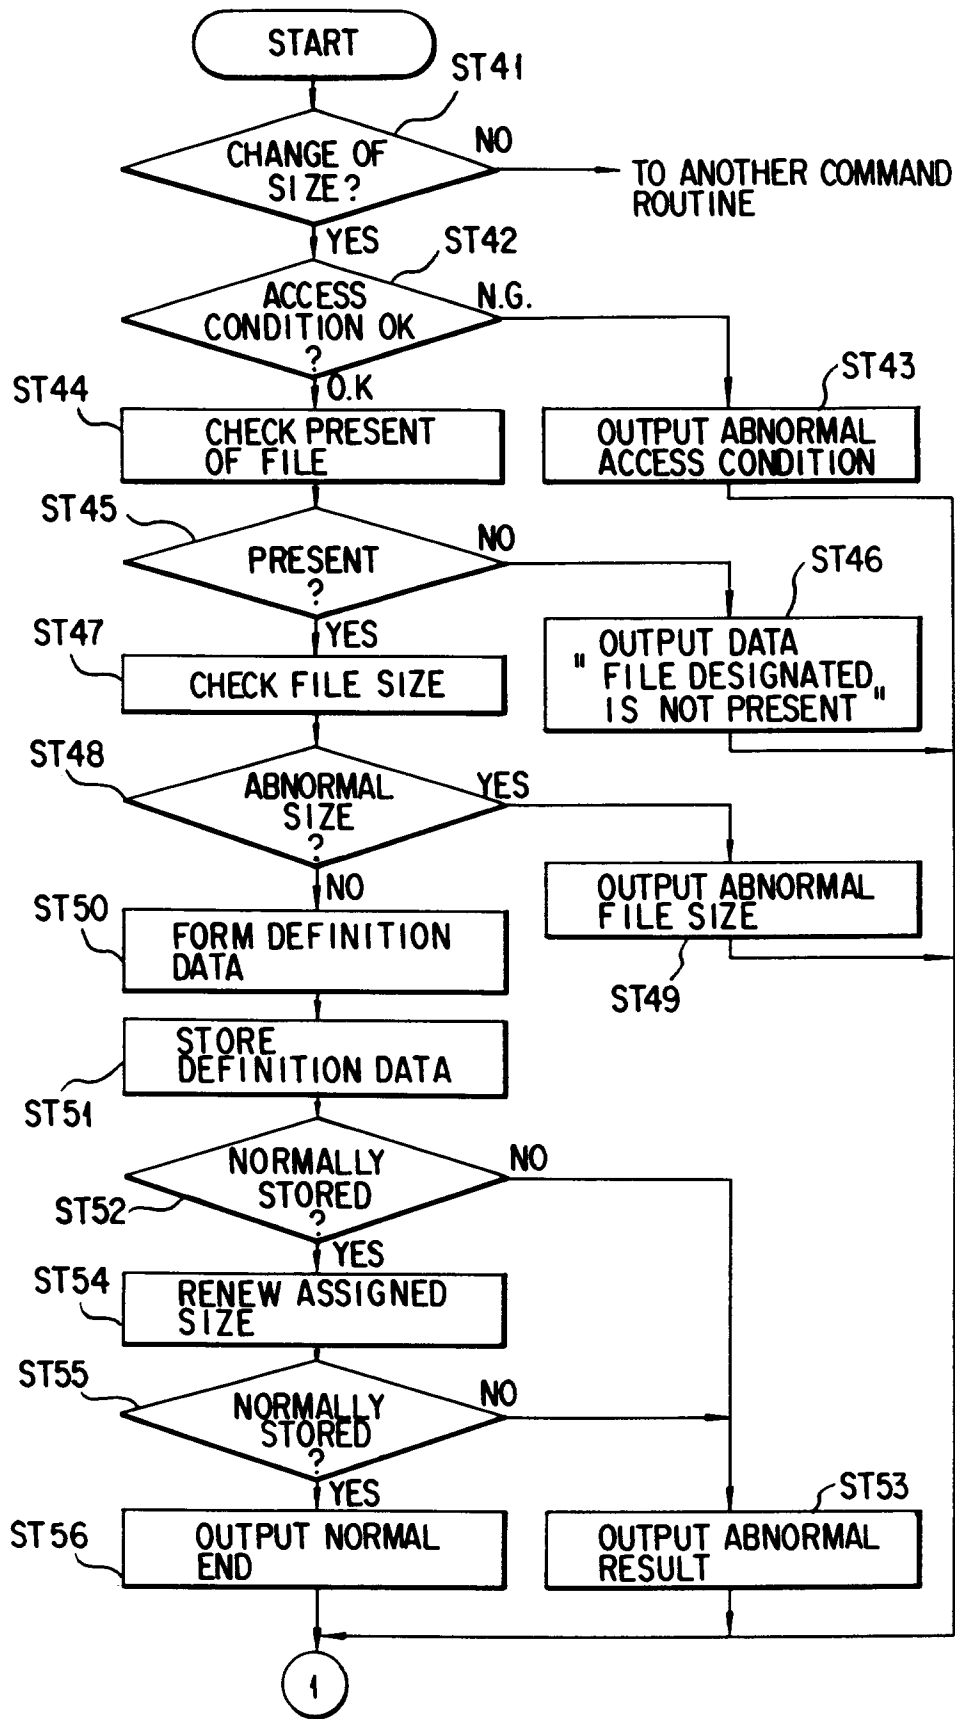 START
ST41
CHANGE OF
SIZE?
NO
TO ANOTHER COMMAND
ROUTINE
YES
ST42
ACCESS
CONDITION OK
?
N.G.
O.K
ST43
OUTPUT ABNORMAL
ACCESS CONDITION
ST44
CHECK PRESENT
OF FILE
ST45
PRESENT
?
NO
YES
ST46
OUTPUT DATA
" FILE DESIGNATED
IS NOT PRESENT "
ST47
CHECK FILE SIZE
ST48
ABNORMAL
SIZE
?
YES
NO
OUTPUT ABNORMAL
FILE SIZE
ST49
ST50
FORM DEFINITION
DATA
STORE
DEFINITION DATA
ST51
NORMALLY
STORED
?
NO
ST52
YES
ST54
RENEW ASSIGNED
SIZE
ST55
NORMALLY
STORED
?
NO
YES
ST53
ST56
OUTPUT NORMAL
END
OUTPUT ABNORMAL
RESULT
1